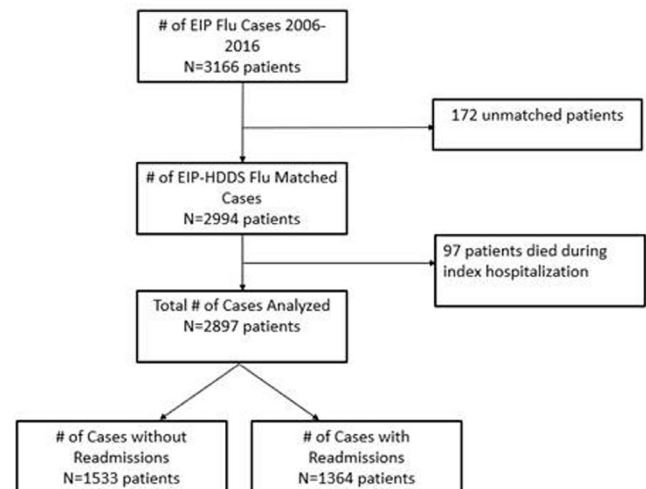 # of EIP Flu Cases 2006-
2016
N=3166 patients
172 unmatched patients
# of EIP-HDDS Flu Matched
Cases
N=2994 patients
97 patients died during
index hospitalization
Total # of Cases Analyzed
N=2897 patients
# of Cases without
Readmissions
N=1533 patients
# of Cases with
Readmissions
N=1364 patients